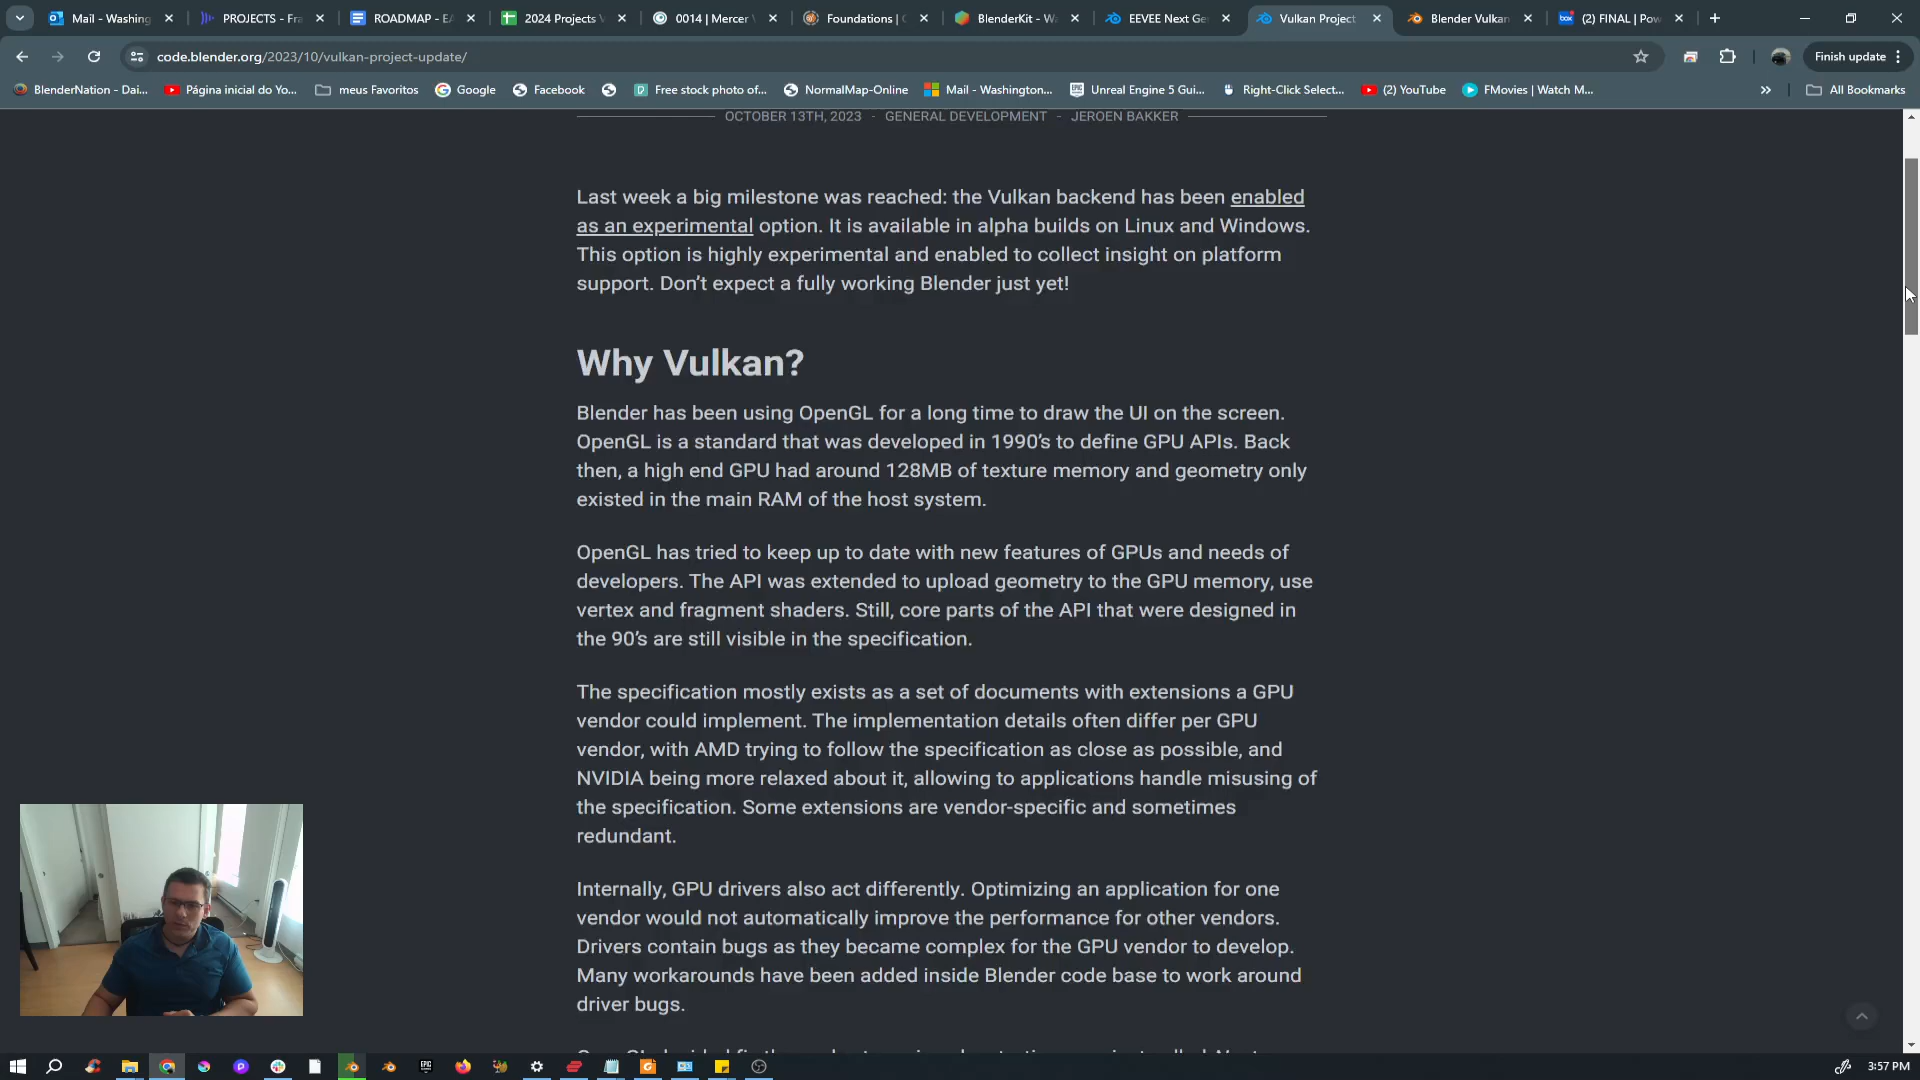 Mail - Washing
PROJECTS - Fra
ROADMAP - EA
2024 Projects V
0014 | Mercer V
Foundations | C
BlenderKit - W
EEVEE Next Ge
Vulkan Project
Blender Vulkan
(2) FINAL | Pow
code.blender.org/2023/10/vulkan-project-update/
Finish update
BlenderNation - Dai...
Página inicial do Yo...
meus Favoritos
Google
Facebook
Free stock photo of...
NormalMap-Online
Mail - Washington...
Unreal Engine 5 Gui...
Right-Click Select...
(2) YouTube
FMovies | Watch M...
All Bookmarks
OCTOBER 13TH, 2023 - GENERAL DEVELOPMENT - JEROEN BAKKER
Last week a big milestone was reached: the Vulkan backend has been enabled
as an experimental option. It is available in alpha builds on Linux and Windows.
This option is highly experimental and enabled to collect insight on platform
support. Don’t expect a fully working Blender just yet!
Why Vulkan?
Blender has been using OpenGL for a long time to draw the UI on the screen.
OpenGL is a standard that was developed in 1990’s to define GPU APIs. Back
then, a high end GPU had around 128MB of texture memory and geometry only
existed in the main RAM of the host system.
OpenGL has tried to keep up to date with new features of GPUs and needs of
developers. The API was extended to upload geometry to the GPU memory, use
vertex and fragment shaders. Still, core parts of the API that were designed in
the 90’s are still visible in the specification.
The specification mostly exists as a set of documents with extensions a GPU
vendor could implement. The implementation details often differ per GPU
vendor, with AMD trying to follow the specification as close as possible, and
NVIDIA being more relaxed about it, allowing to applications handle misusing of
the specification. Some extensions are vendor-specific and sometimes
redundant.
Internally, GPU drivers also act differently. Optimizing an application for one
vendor would not automatically improve the performance for other vendors.
Drivers contain bugs as they became complex for the GPU vendor to develop.
Many workarounds have been added inside Blender code base to work around
driver bugs.
3:57 PM